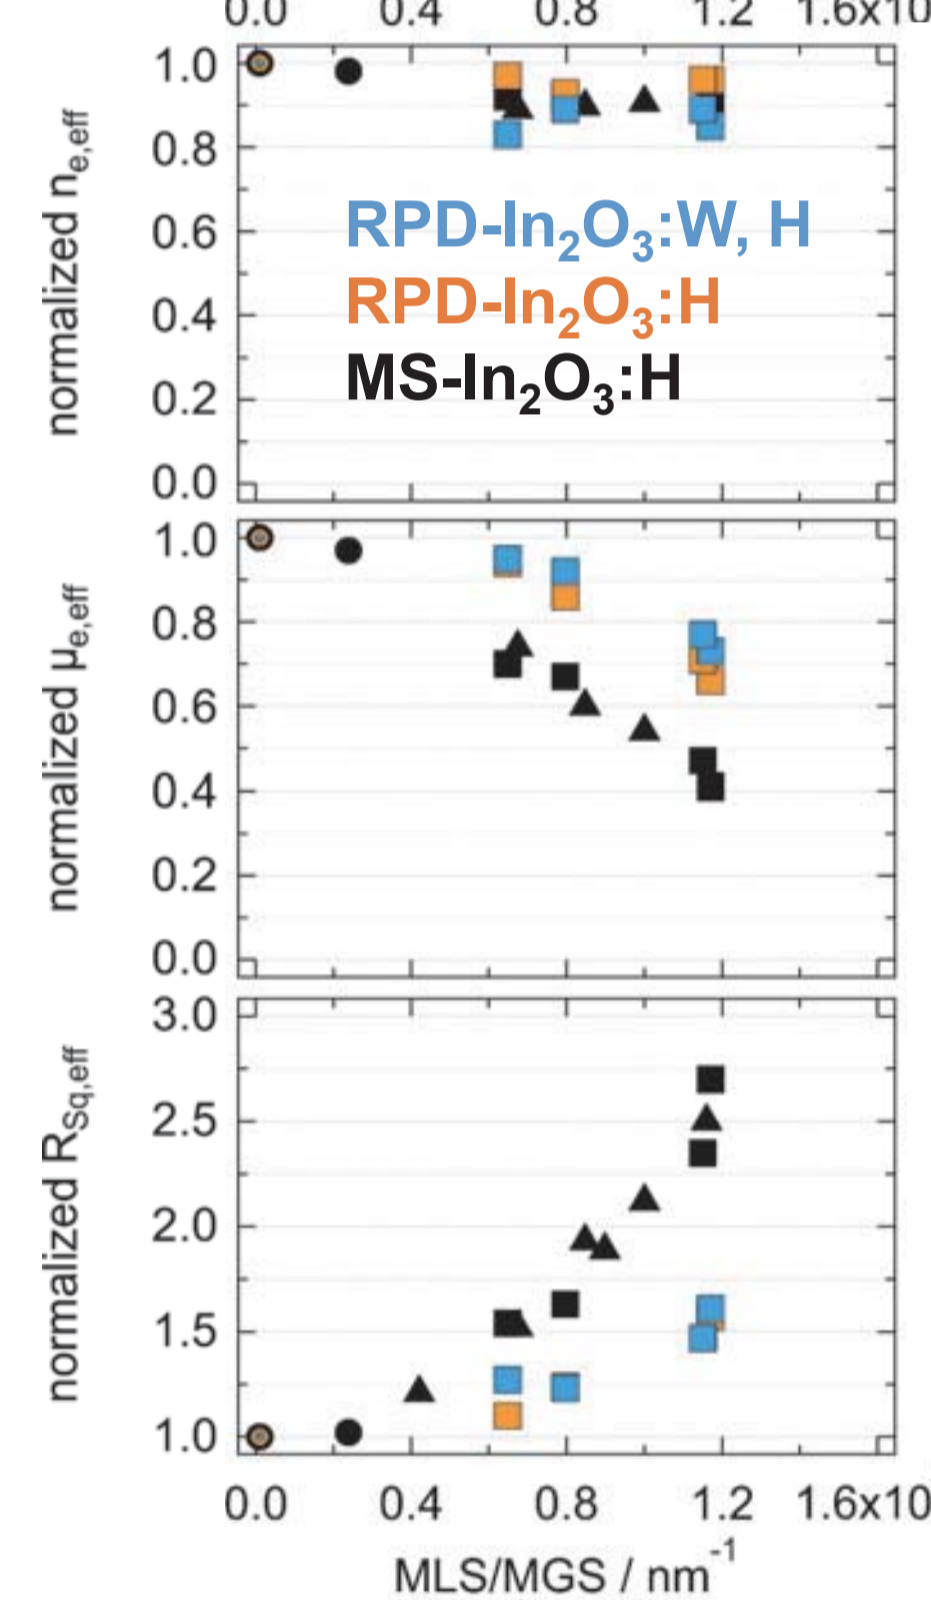 0.0 0.4 0.8 1.2 1.6x10
normalized n_e,eff
1.0
0.8
0.6
0.4
0.2
0.0
RPD-In₂O₃:W, H
RPD-In₂O₃:H
MS-In₂O₃:H
normalized µ_e,eff
1.0
0.8
0.6
0.4
0.2
0.0
normalized R_Sq,eff
3.0
2.5
2.0
1.5
1.0
0.0 0.4 0.8 1.2 1.6x10
MLS/MGS / nm⁻¹